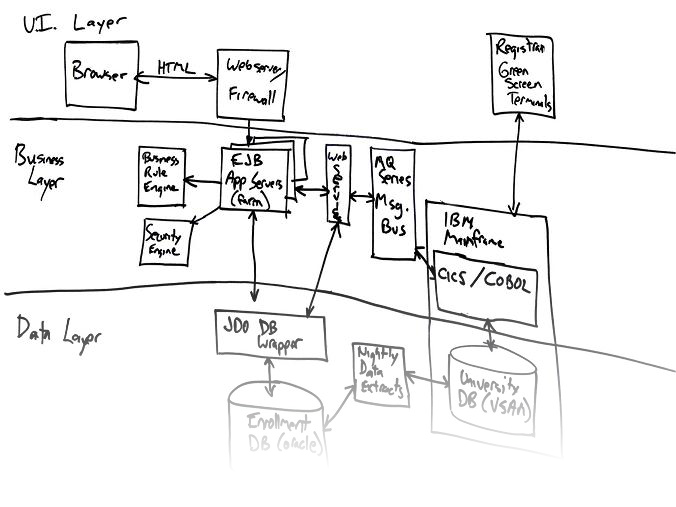 UI. Layer
Browser
HTML
Webserver/
Firewall
Registrar
Green
Screen
Terminals
Business
Layer
Business
Rule
Engine
EJB
App Servers
(farm)
Web
Services
MQ
Series
Msg.
Bus
IBM
Mainframe
CICS/COBOL
Security
Engine
Data Layer
JDO DB
Wrapper
Nightly
Data
Extracts
University
DB (VSAM)
Enrollment
DB (oracle)